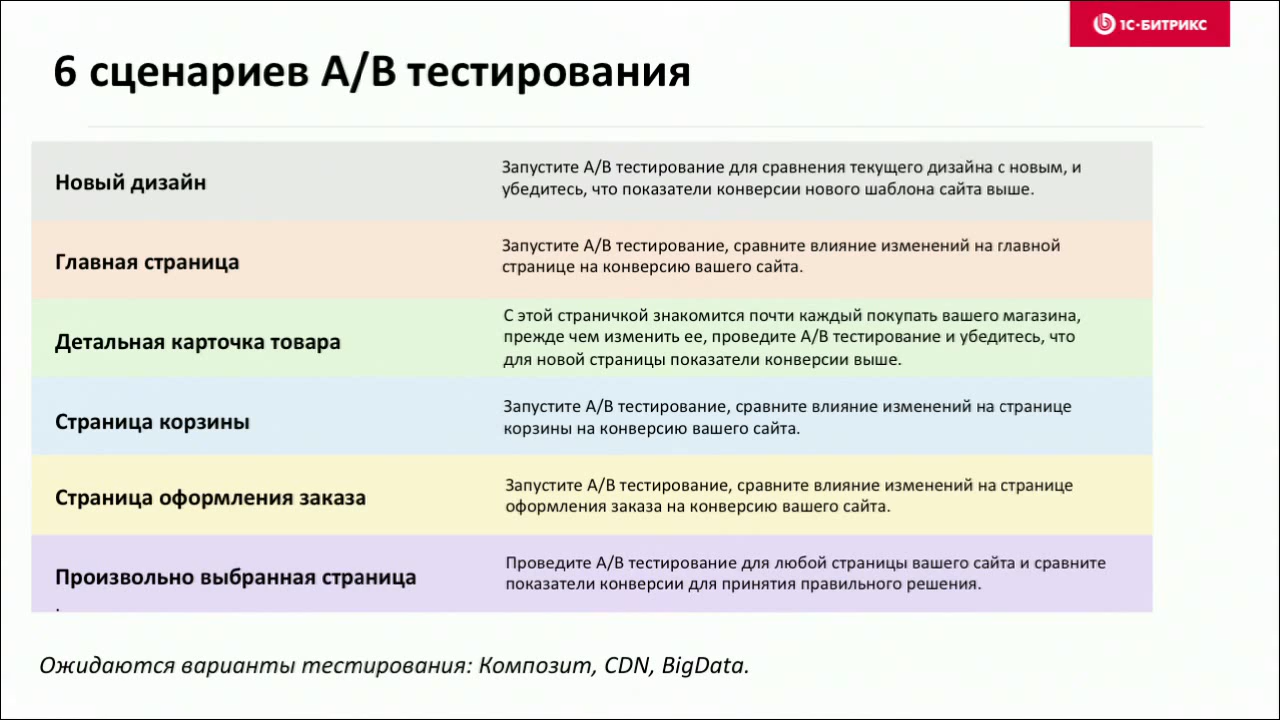 1С-БИТРИКС
6 сценариев А/В тестирования
Новый дизайн
Запустите А/В тестирование для сравнения текущего дизайна с новым, и
убедитесь, что показатели конверсии нового шаблона сайта выше.
Главная страница
Запустите А/В тестирование, сравните влияние изменений на главной
странице на конверсию вашего сайта.
Детальная карточка товара
С этой страничкой знакомится почти каждый покупать вашего магазина,
прежде чем изменить ее, проведите А/В тестирование и убедитесь, что
для новой страницы показатели конверсии выше.
Страница корзины
Запустите А/В тестирование, сравните влияние изменений на странице
корзины на конверсию вашего сайта.
Страница оформления заказа
Запустите А/В тестирование, сравните влияние изменений на странице
оформления заказа на конверсию вашего сайта.
Произвольно выбранная страница
.
Проведите А/В тестирование для любой страницы вашего сайта и сравните
показатели конверсии для принятия правильного решения.
Ожидаются варианты тестирования: Композит, CDN, BigData.